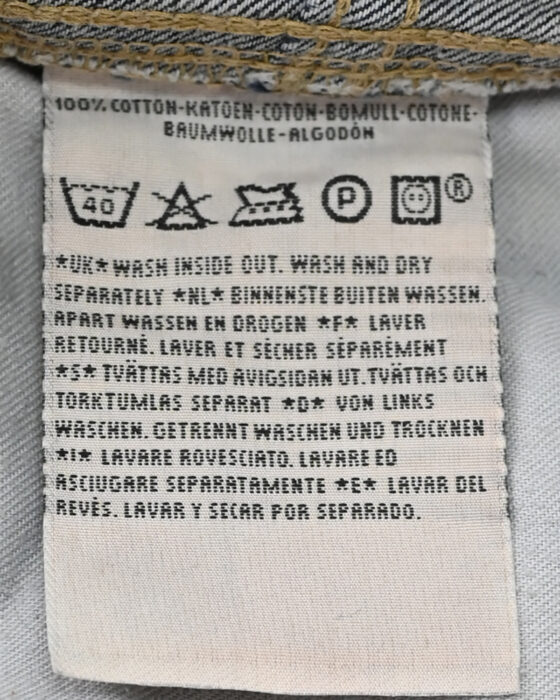 100% COTTON-KATOEN-COTON-BOMULL-COTONE-
BAUMWOLLE-ALGODÓN
40 P ®
*UK* WASH INSIDE OUT. WASH AND DRY
SEPARATELY *NL* BINNENSTE BUITEN WASSEN.
APART WASSEN EN DROGEN *F* LAVER
RETOURNÉ. LAVER ET SÉCHER SÉPARÉMENT
*S* TVÄTTAS MED AVIGSIDAN UT.TVÄTTAS OCH
TORKTUMLAS SEPARAT *D* VON LINKS
WASCHEN. GETRENNT WASCHEN UND TROCKNEN
*I* LAVARE ROVESCIATO. LAVARE ED
ASCIUGARE SEPARATAMENTE *E* LAVAR DEL
REVÉS. LAVAR Y SECAR POR SEPARADO.